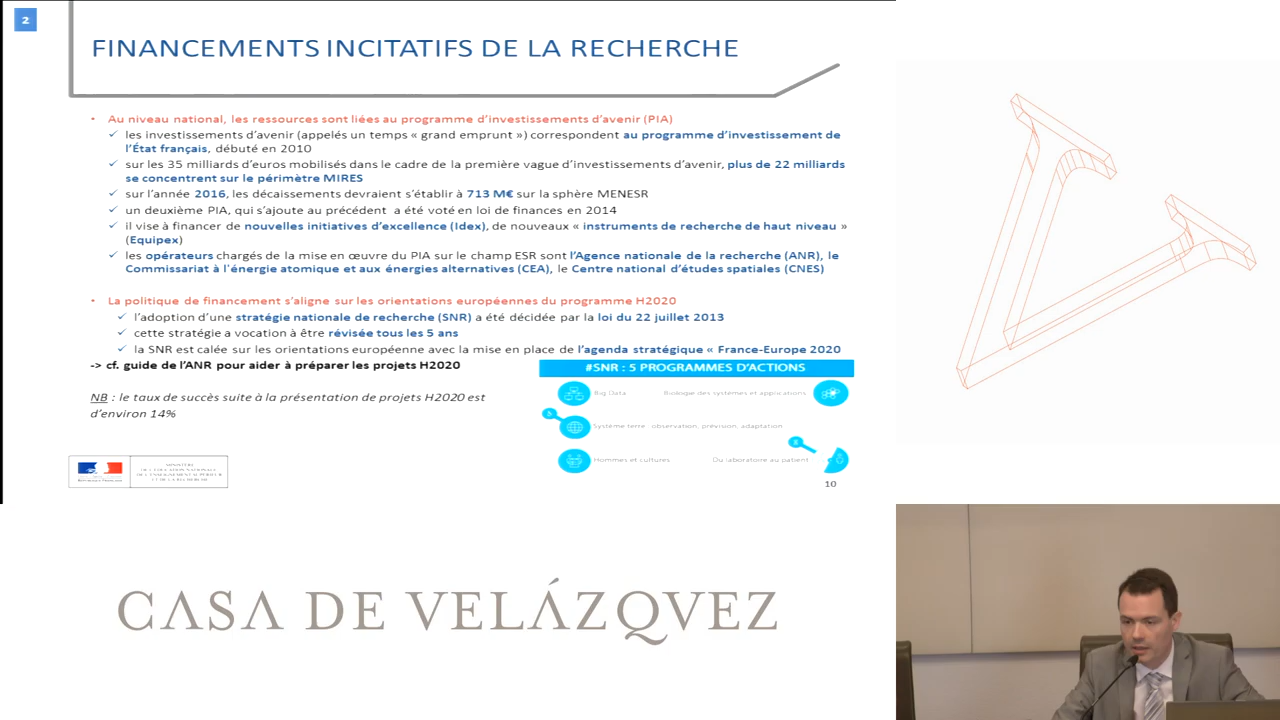 2
FINANCEMENTS INCITATIFS DE LA RECHERCHE
• Au niveau national, les ressources sont liées au programme d'investissements d'avenir (PIA)
✓ les investissements d'avenir (appelés un temps « grand emprunt ») correspondent au programme d'investissement de
l'État français, débuté en 2010
✓ sur les 35 milliards d'euros mobilisés dans le cadre de la première vague d'investissements d'avenir, plus de 22 milliards
se concentrent sur le périmètre MIRES
✓ sur l'année 2016, les décaissements devraient s'établir à 713 M€ sur la sphère MENESR
✓ un deuxième PIA, qui s'ajoute au précédent a été voté en loi de finances en 2014
✓ il vise à financer de nouvelles initiatives d'excellence (Idex), de nouveaux « instruments de recherche de haut niveau »
(Equipex)
✓ les opérateurs chargés de la mise en œuvre du PIA sur le champ ESR sont l'Agence nationale de la recherche (ANR), le
Commissariat à l'énergie atomique et aux énergies alternatives (CEA), le Centre national d'études spatiales (CNES)
• La politique de financement s'aligne sur les orientations européennes du programme H2020
✓ l'adoption d'une stratégie nationale de recherche (SNR) a été décidée par la loi du 22 juillet 2013
✓ cette stratégie a vocation à être révisée tous les 5 ans
✓ la SNR est calée sur les orientations européenne avec la mise en place de l'agenda stratégique « France-Europe 2020
-> cf. guide de l'ANR pour aider à préparer les projets H2020
NB : le taux de succès suite à la présentation de projets H2020 est
d'environ 14%
#SNR : 5 PROGRAMMES D'ACTIONS
Big Data
Biologie des systèmes et applications
Système terre : observation, prévision, adaptation
Hommes et cultures
Du laboratoire au patient
RÉPUBLIQUE FRANÇAISE
MINISTÈRE
DE L'ÉDUCATION NATIONALE
DE L'ENSEIGNEMENT SUPÉRIEUR
ET DE LA RECHERCHE
10
CASA DE VELÁZQVEZ